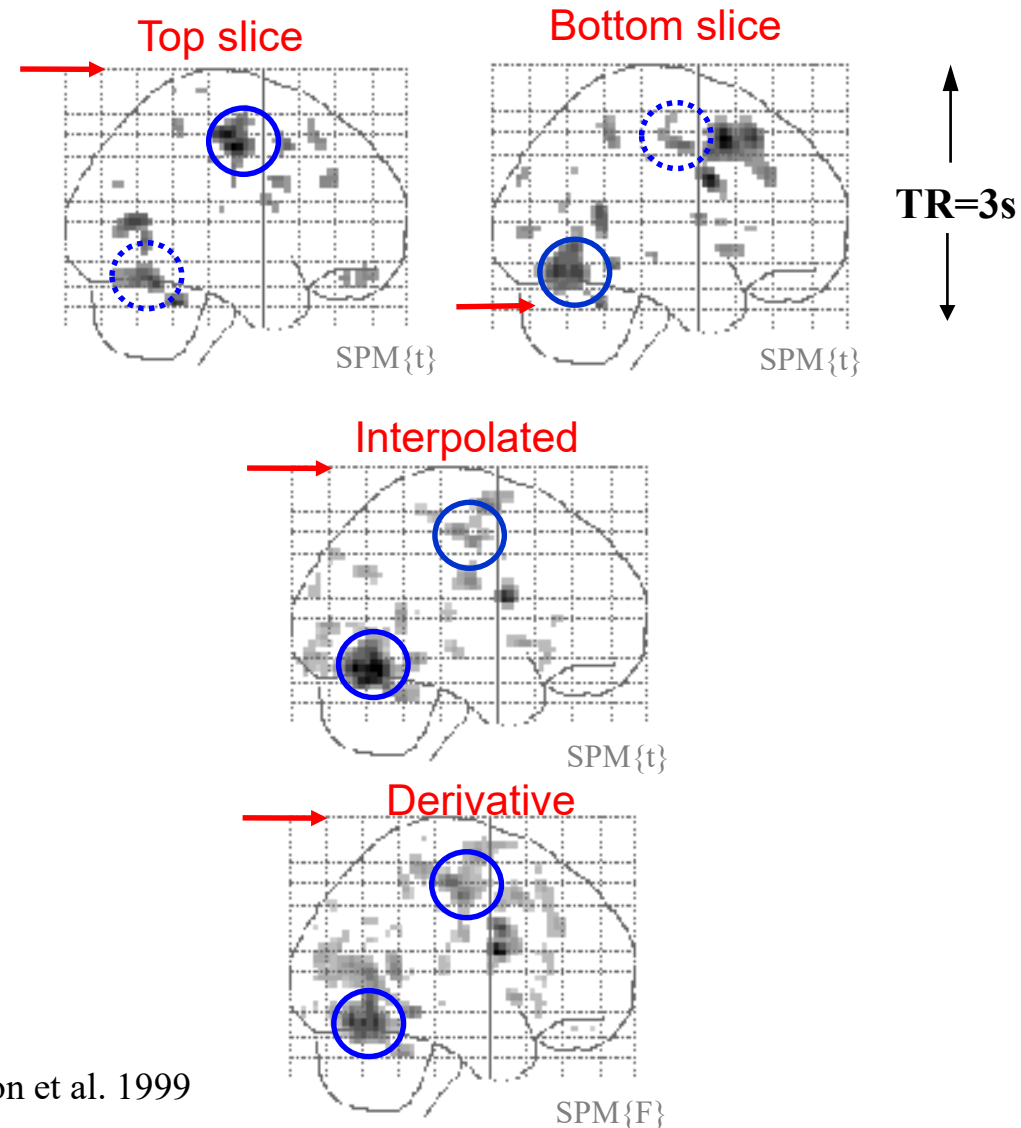 Top slice
Bottom slice
TR=3s
SPM{t}
SPM{t}
Interpolated
SPM{t}
Derivative
on et al. 1999
SPM{F}